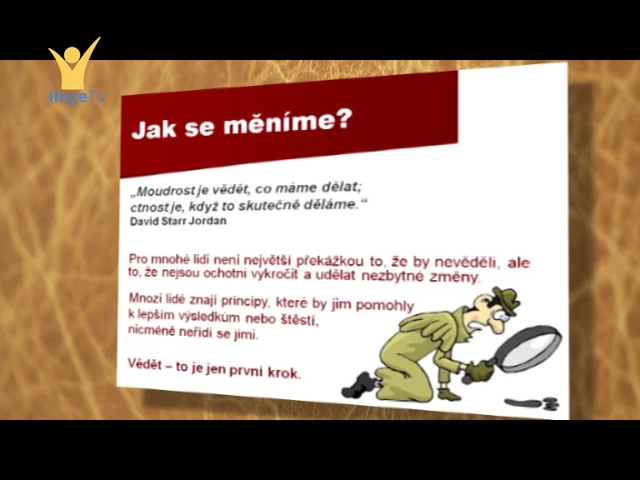 HopeTV
Jak se měníme?
„Moudrost je vědět, co máme dělat;
ctnost je, když to skutečně děláme.“
David Starr Jordan
Pro mnohé lidi není největší překážkou to, že by nevěděli, ale
to, že nejsou ochotni vykročit a udělat nezbytné změny.
Mnozí lidé znají principy, které by jim pomohly
k lepším výsledkům nebo štěstí,
nicméně neřídí se jimi.
Vědět – to je jen první krok.